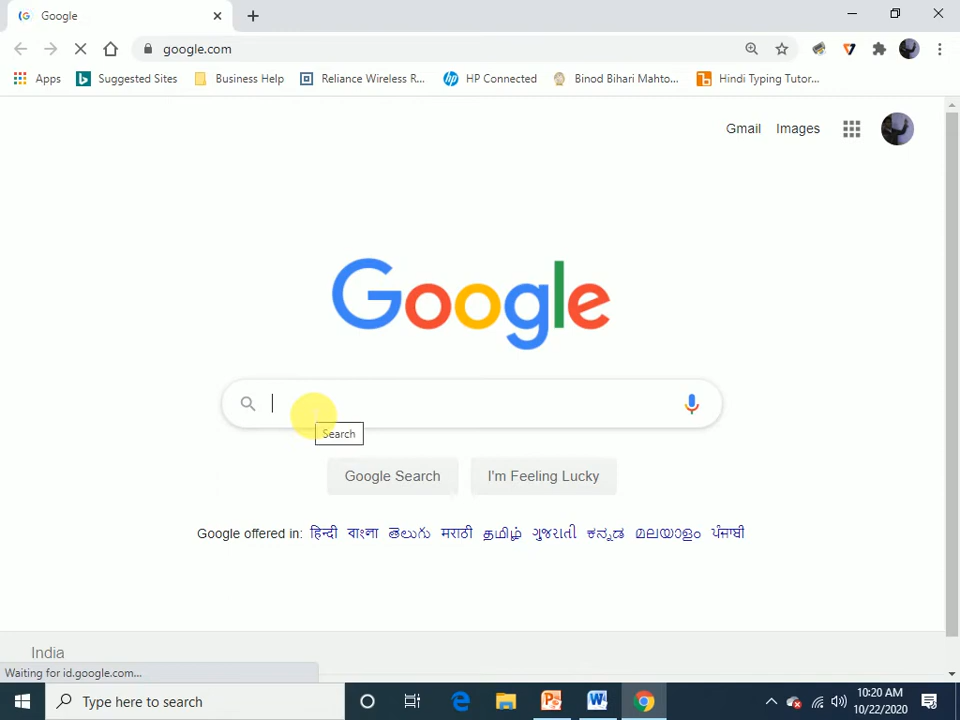 Google
google.com
Apps Suggested Sites Business Help Reliance Wireless R... HP Connected Binod Bihari Mahto... Hindi Typing Tutor...
Gmail Images
Google
Search
Google Search I'm Feeling Lucky
Google offered in: हिन्दी বাংলা తెలుగు मराठी தமிழ் ગુજરાતી ಕನ್ನಡ മലയാളം ਪੰਜਾਬੀ
India
Waiting for id.google.com...
Type here to search
10:20 AM
10/22/2020